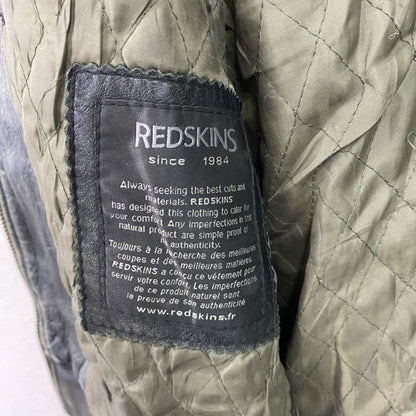 REDSKINS
since 1984
Always seeking the best cuts and
materials. REDSKINS
has designed this clothing to cater for
your comfort. Any imperfections in this
natural product are simple proof of
authenticity.
Toujours à la recherche des meilleures
coupes et des meilleures matières
REDSKINS a conçu ce vêtement pour
servir votre confort. Les imperfections
de ce produit naturel sont
la preuve de son authenticité
www.redskins.fr